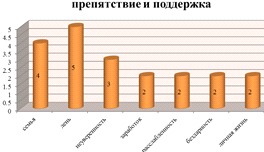 препятствие и поддержка
5
4.5
4
3.5
3
2.5
2
1.5
1
0.5
0
4
5
3
2
2
2
2
семья
лень
неуверенность
заработок
расслабленность
бездарность
личная жизнь